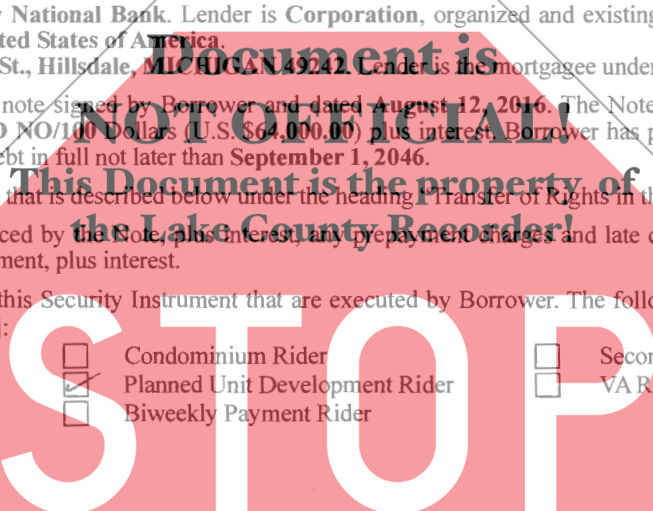 National Bank. Lender is Corporation, organized and existing
ted States of America.
Document is
St., Hillsdale, MICHIGAN 49242. Lender is the mortgagee under
note signed by Borrower and dated August 12, 2016. The Note
NOT OFFICIAL!
D NO/100 Dollars (U.S. $64,000.00) plus interest. Borrower has p
ebt in full not later than September 1, 2046.
This Document is the property of
that is described below under the heading "Transfer of Rights in th
the Lake County Recorder!
ced by the Note, plus interest, any prepayment charges and late c
ment, plus interest.
this Security Instrument that are executed by Borrower. The follo
]:
STOP
Condominium Rider Secon
Planned Unit Development Rider VA R
Biweekly Payment Rider